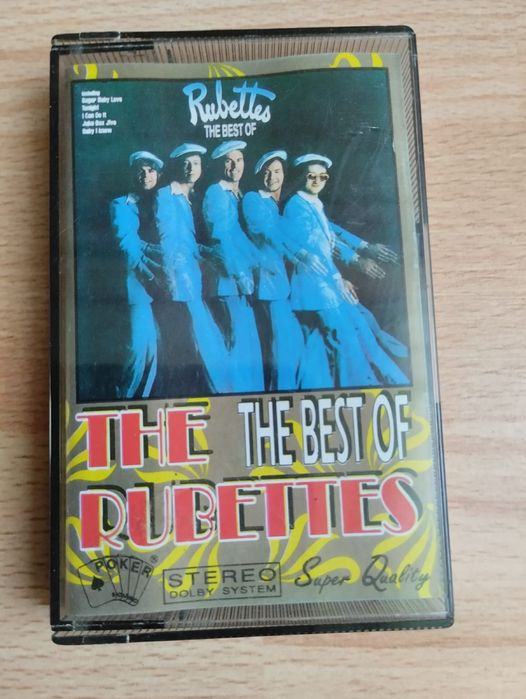 including
Sugar Baby Love
Tonight
I Can Do It
Juke Box Jive
Baby I know
Rubettes
THE BEST OF
THE THE BEST OF
RUBETTES
POKER
STEREO
DOLBY SYSTEM
Super Quality